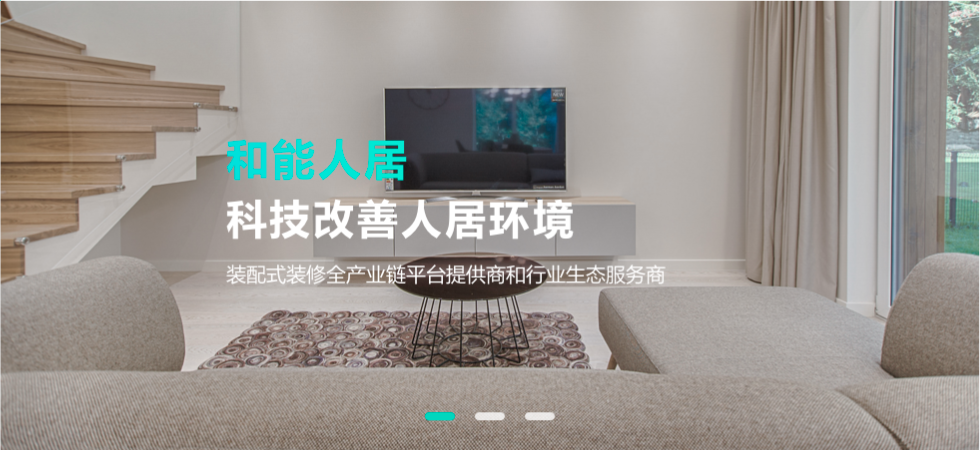 和能人居
科技改善人居环境
装配式装修全产业链平台提供商和行业生态服务商